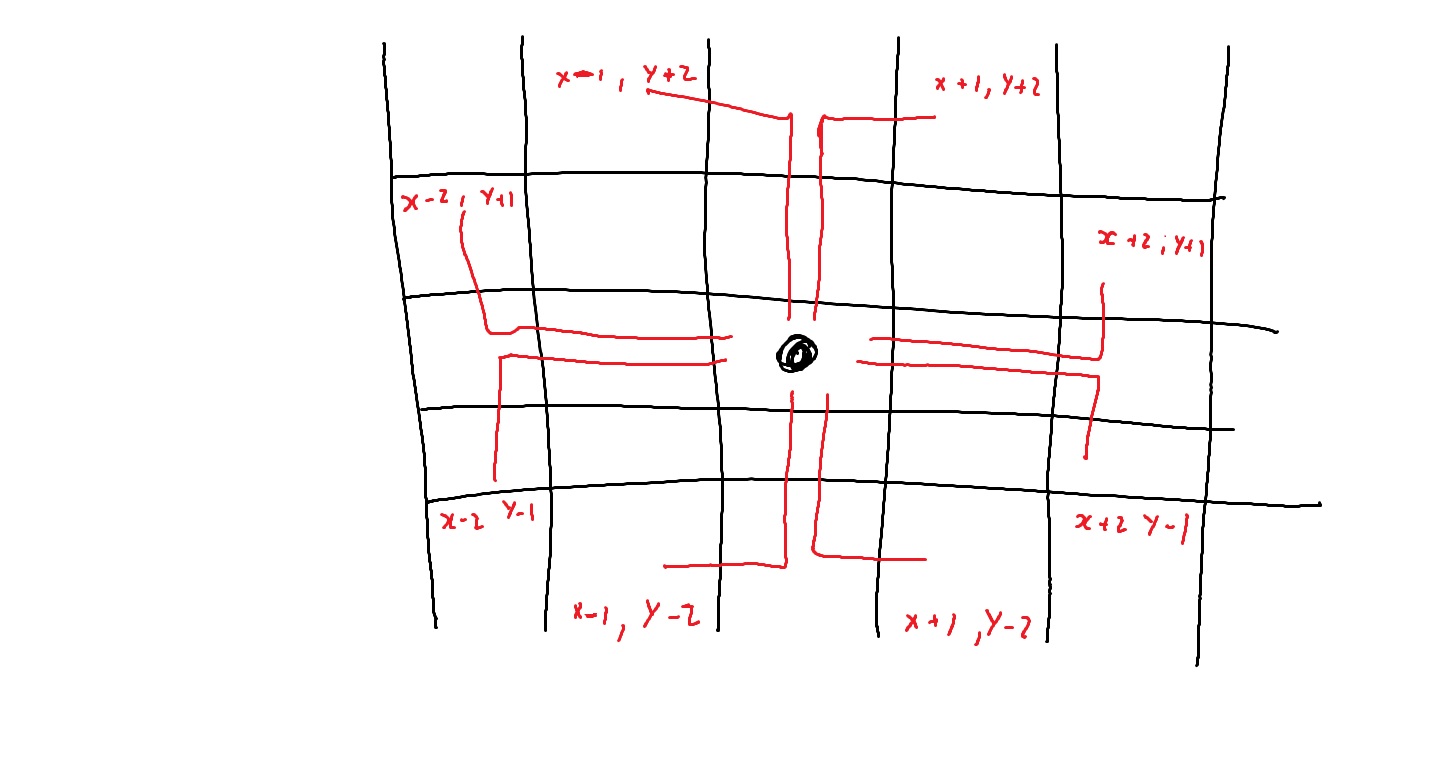 x-1, Y+2
x+1, Y+2
x-2, Y+1
x+2, Y+1
x-2 Y-1
x+2 Y-1
x-1, Y-2
x+1, Y-2